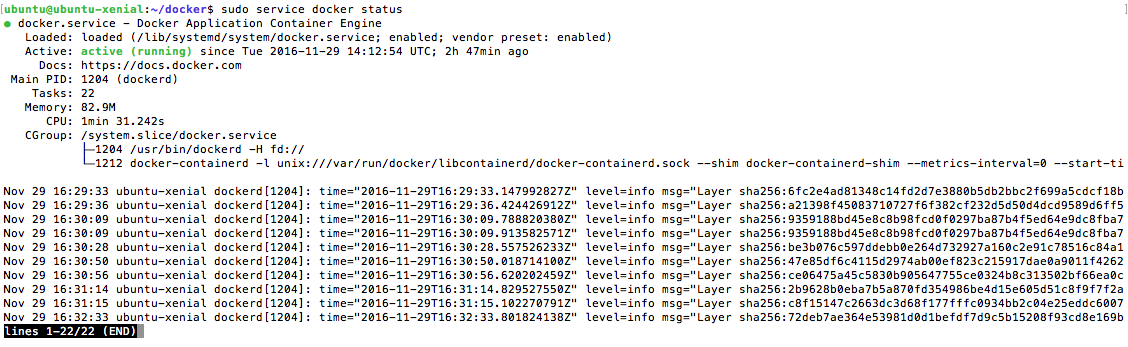 [ubuntu@ubuntu-xenial:~/docker$ sudo service docker status ]
● docker.service - Docker Application Container Engine
   Loaded: loaded (/lib/systemd/system/docker.service; enabled; vendor preset: enabled)
   Active: active (running) since Tue 2016-11-29 14:12:54 UTC; 2h 47min ago
     Docs: https://docs.docker.com
 Main PID: 1204 (dockerd)
    Tasks: 22
   Memory: 82.9M
      CPU: 1min 31.242s
   CGroup: /system.slice/docker.service
           ├─1204 /usr/bin/dockerd -H fd://
           └─1212 docker-containerd -l unix:///var/run/docker/libcontainerd/docker-containerd.sock --shim docker-containerd-shim --metrics-interval=0 --start-ti
Nov 29 16:29:33 ubuntu-xenial dockerd[1204]: time="2016-11-29T16:29:33.147992827Z" level=info msg="Layer sha256:6fc2e4ad81348c14fd2d7e3880b5db2bbc2f699a5cdcf18b
Nov 29 16:29:36 ubuntu-xenial dockerd[1204]: time="2016-11-29T16:29:36.424426912Z" level=info msg="Layer sha256:a21398f45083710727f6f382cf232d5d50d4dcd9589d6ff5
Nov 29 16:30:09 ubuntu-xenial dockerd[1204]: time="2016-11-29T16:30:09.788820380Z" level=info msg="Layer sha256:9359188bd45e8c8b98fcd0f0297ba87b4f5ed64e9dc8fba7
Nov 29 16:30:09 ubuntu-xenial dockerd[1204]: time="2016-11-29T16:30:09.913582571Z" level=info msg="Layer sha256:9359188bd45e8c8b98fcd0f0297ba87b4f5ed64e9dc8fba7
Nov 29 16:30:28 ubuntu-xenial dockerd[1204]: time="2016-11-29T16:30:28.557526233Z" level=info msg="Layer sha256:be3b076c597ddebb0e264d732927a160c2e91c78516c84a1
Nov 29 16:30:50 ubuntu-xenial dockerd[1204]: time="2016-11-29T16:30:50.018714100Z" level=info msg="Layer sha256:47e85df6c4115d2974ab00ef823c215917dae0a9011f4262
Nov 29 16:30:56 ubuntu-xenial dockerd[1204]: time="2016-11-29T16:30:56.620202459Z" level=info msg="Layer sha256:ce06475a45c5830b905647755ce0324b8c313502bf66ea0c
Nov 29 16:31:14 ubuntu-xenial dockerd[1204]: time="2016-11-29T16:31:14.829527550Z" level=info msg="Layer sha256:2b9628b0eba7b5a870fd354986be4d15e605d51c8f9f7f2a
Nov 29 16:31:15 ubuntu-xenial dockerd[1204]: time="2016-11-29T16:31:15.102270791Z" level=info msg="Layer sha256:c8f15147c2663dc3d68f177fffc0934bb2c04e25eddc6007
Nov 29 16:32:33 ubuntu-xenial dockerd[1204]: time="2016-11-29T16:32:33.801824138Z" level=info msg="Layer sha256:72deb7ae364e53981d0d1befdf7d9c5b15208f93cd8e169b
lines 1-22/22 (END)